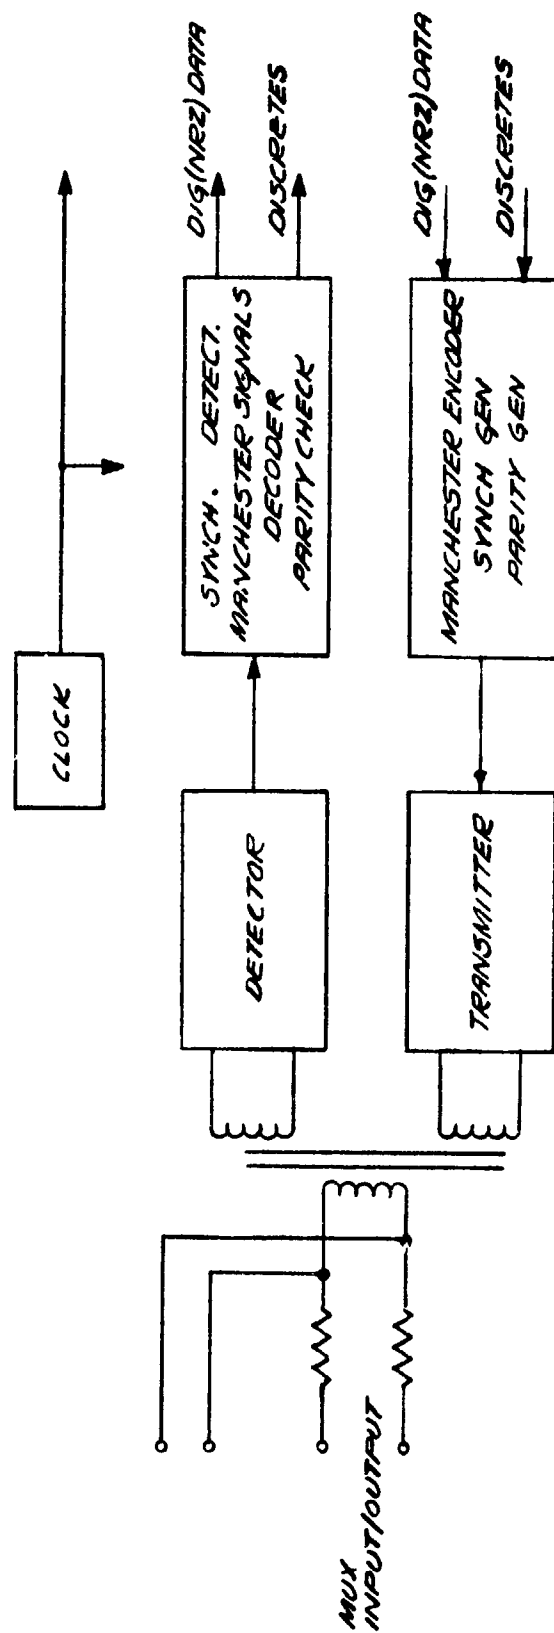 CLOCK
DIG(NRZ)DATA
DISCRETES
SYNCH. DETECT.
MANCHESTER SIGNALS
DECODER
PARITY CHECK
DETECTOR
DIG(NRZ)DATA
DISCRETES
MANCHESTER ENCODER
SYNCH GEN
PARITY GEN
TRANSMITTER
MUX
INPUT/OUTPUT